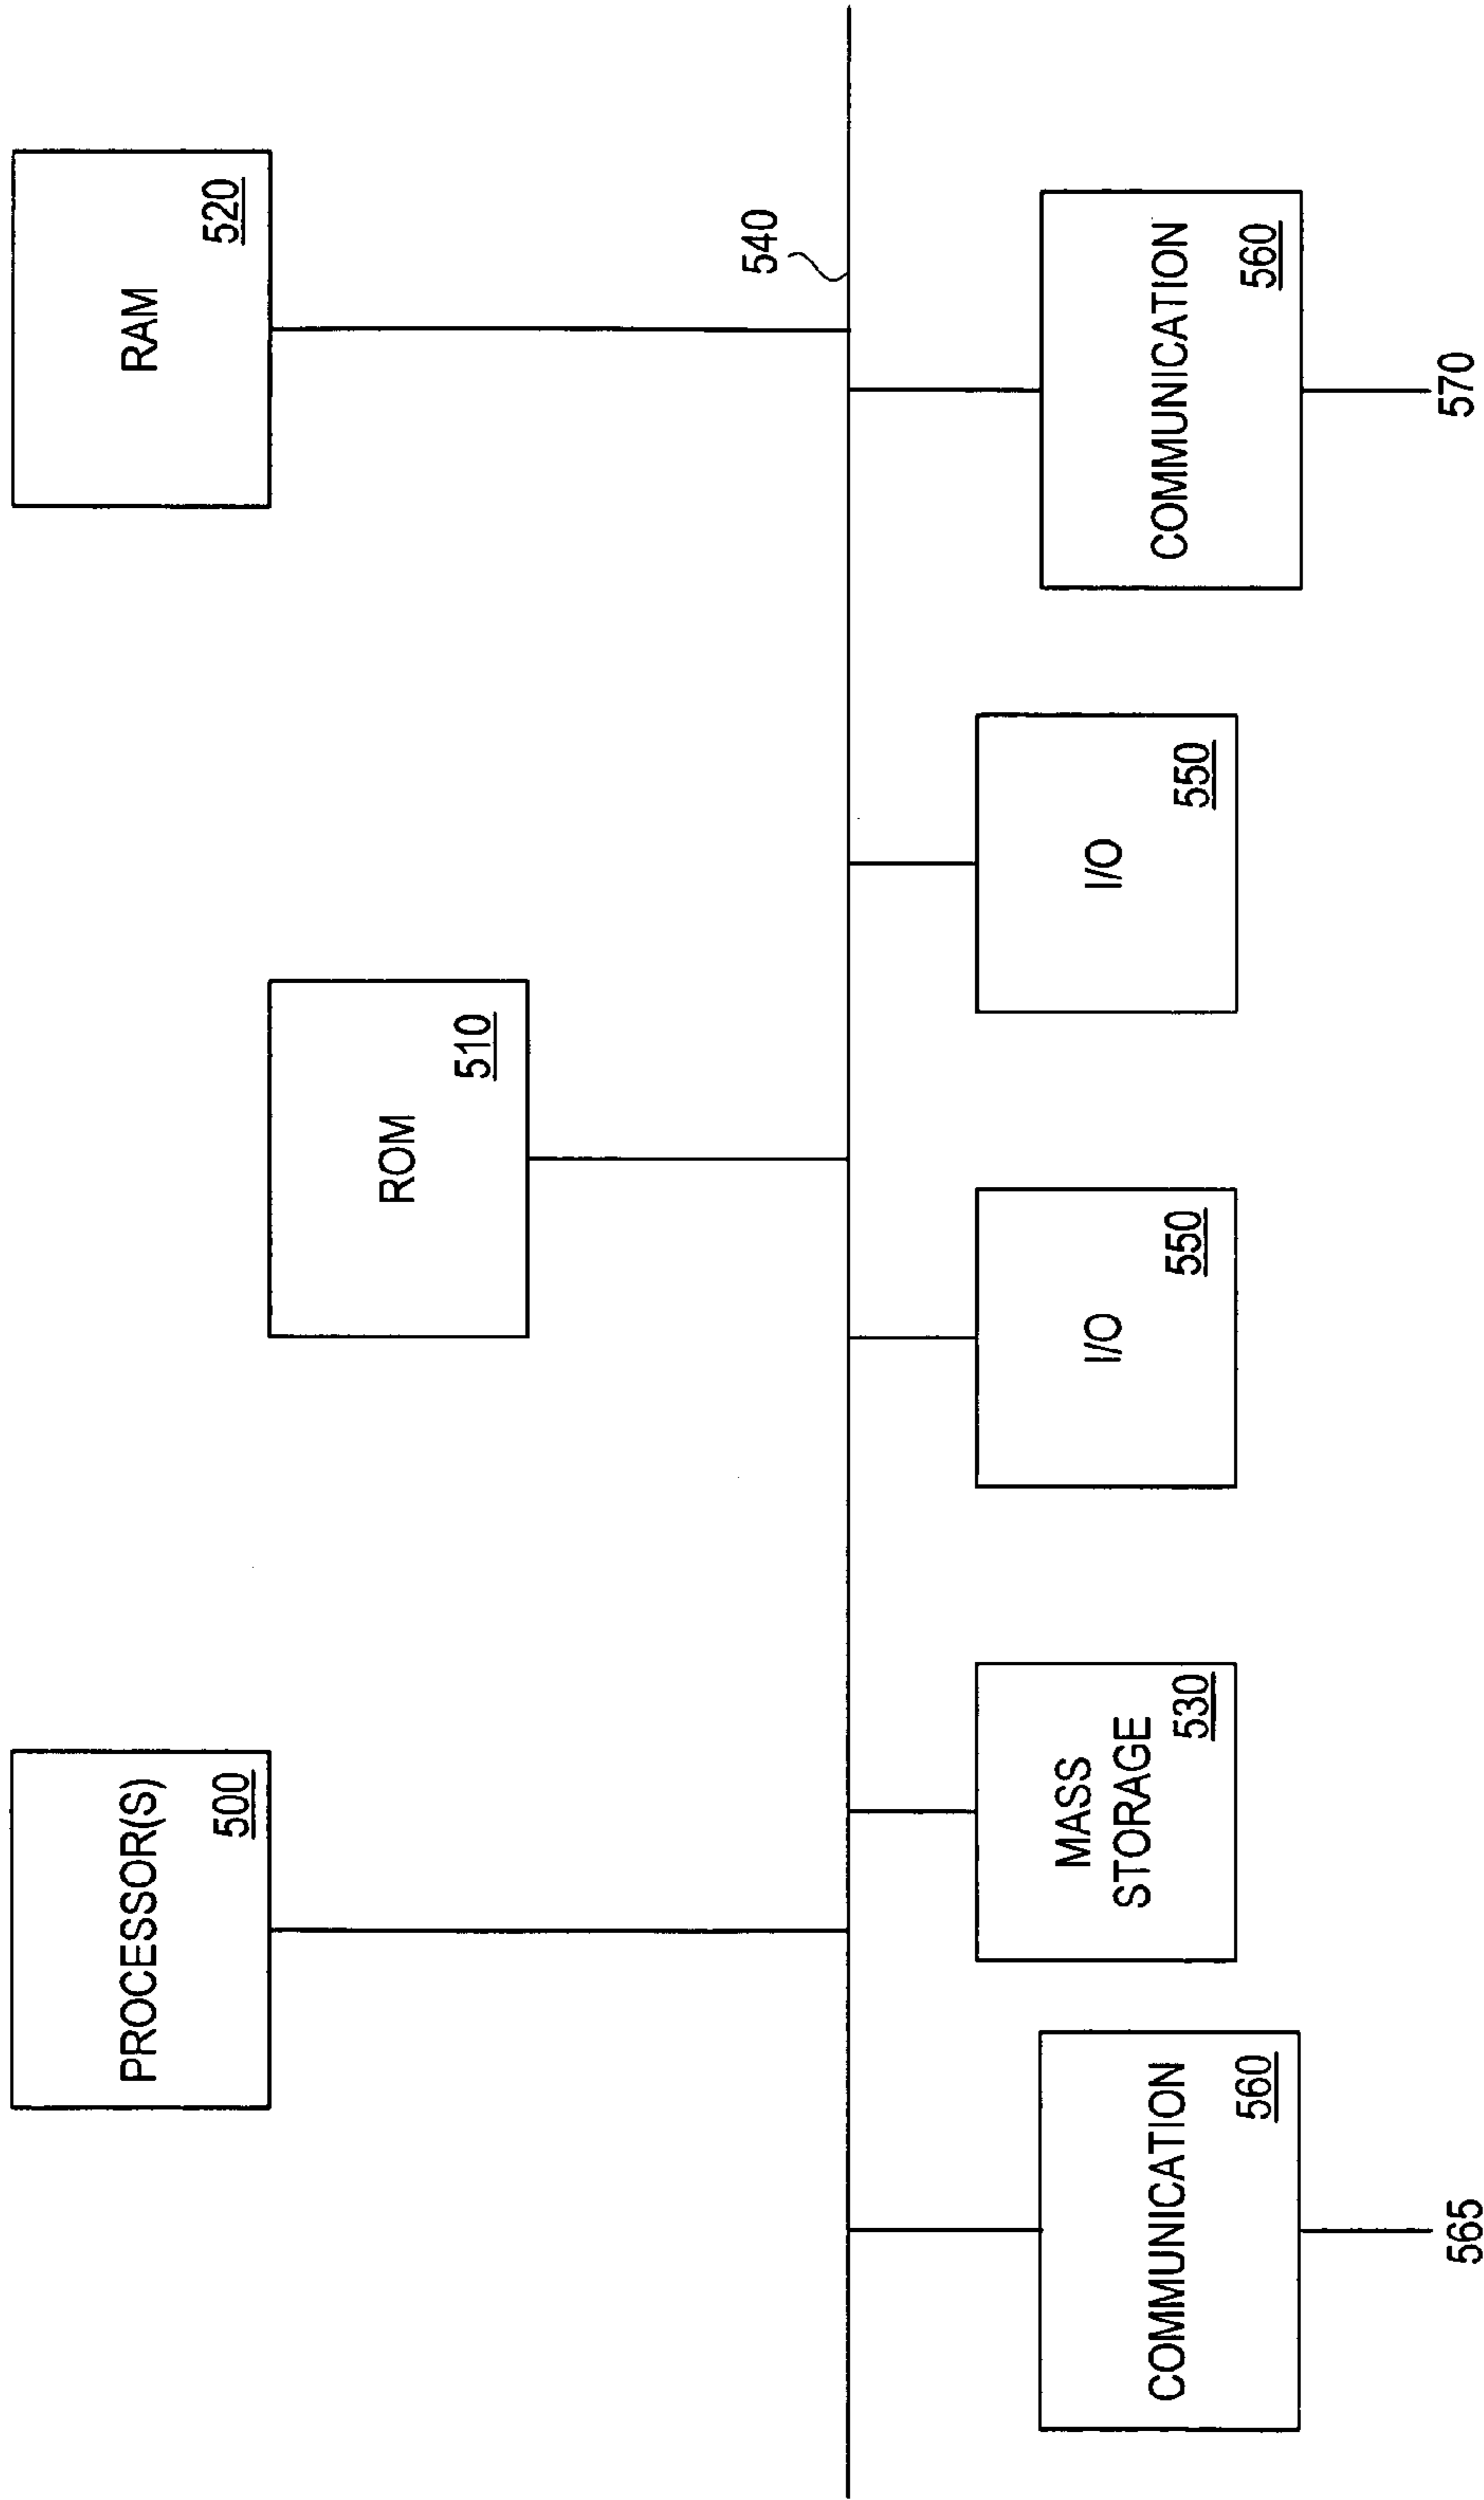 PROCESSOR(S)
500
ROM
510
RAM
520
540
COMMUNICATION
560
MASS
STORAGE
530
I/O
550
I/O
550
COMMUNICATION
560
565
570